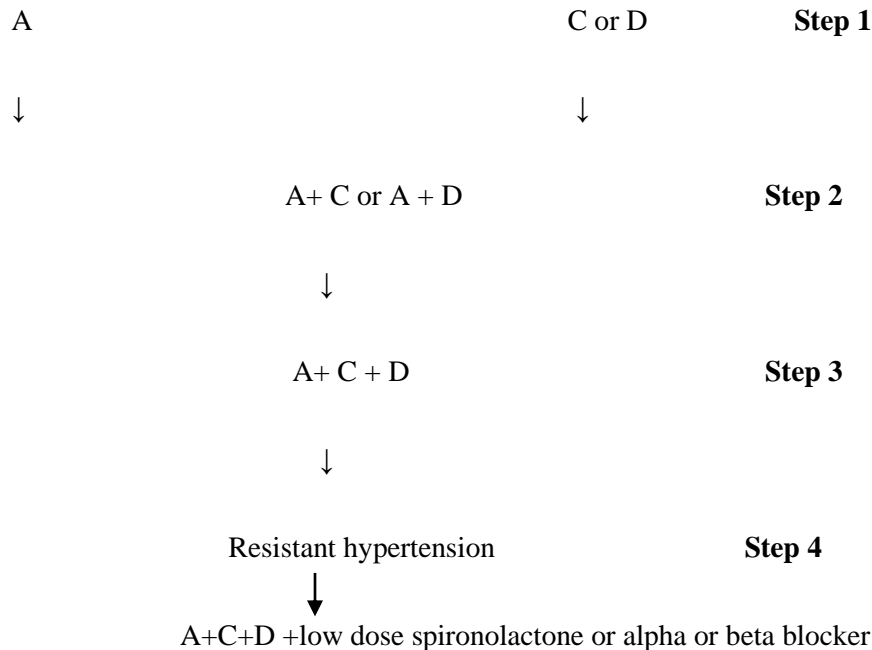 A C or D Step 1
↓ ↓
A+ C or A + D Step 2
↓
A+ C + D Step 3
↓
Resistant hypertension Step 4
A+C+D +low dose spironolactone or alpha or beta blocker